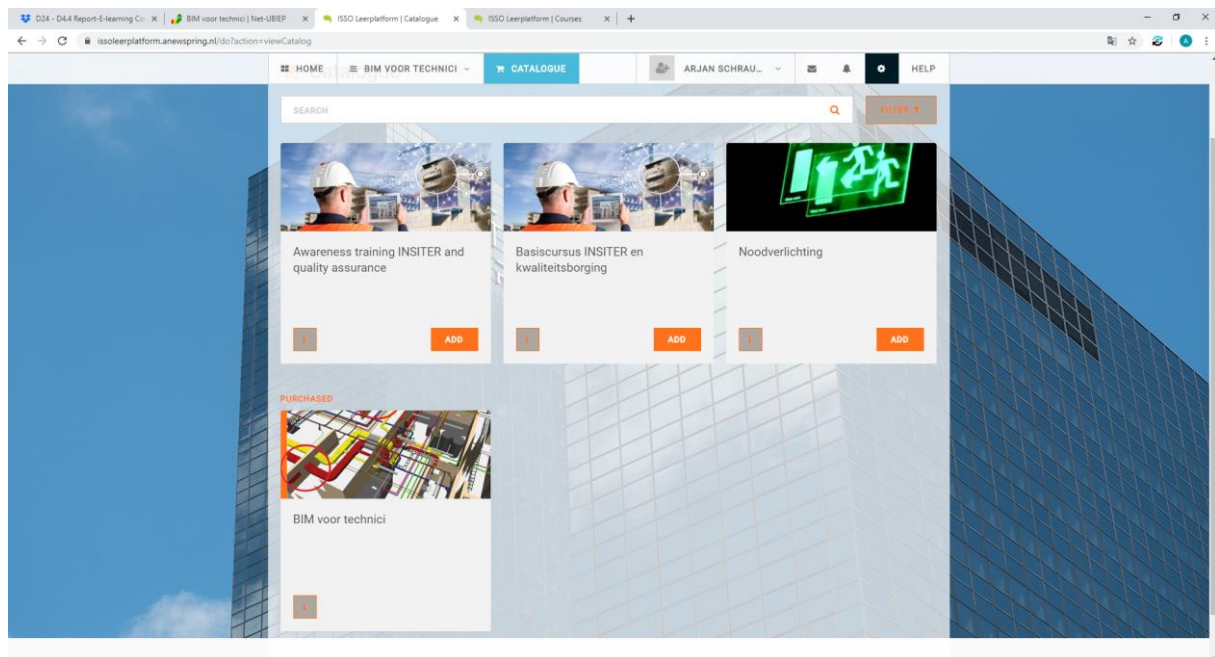 D24 - D4.4 Report-E-learning Co
BIM voor technici | Net-UBIEP
ISSO Leerplatform | Catalogue
ISSO Leerplatform | Courses
issoleerplatform.anewspring.nl/do?action=viewCatalog
A
HOME
BIM VOOR TECHNICI
CATALOGUE
ARJAN SCHRAU...
HELP
SEARCH
FILTER
Awareness training INSITER and
quality assurance
i
ADD
Basiscursus INSITER en
kwaliteitsborging
i
ADD
Noodverlichting
i
ADD
PURCHASED
BIM voor technici
i